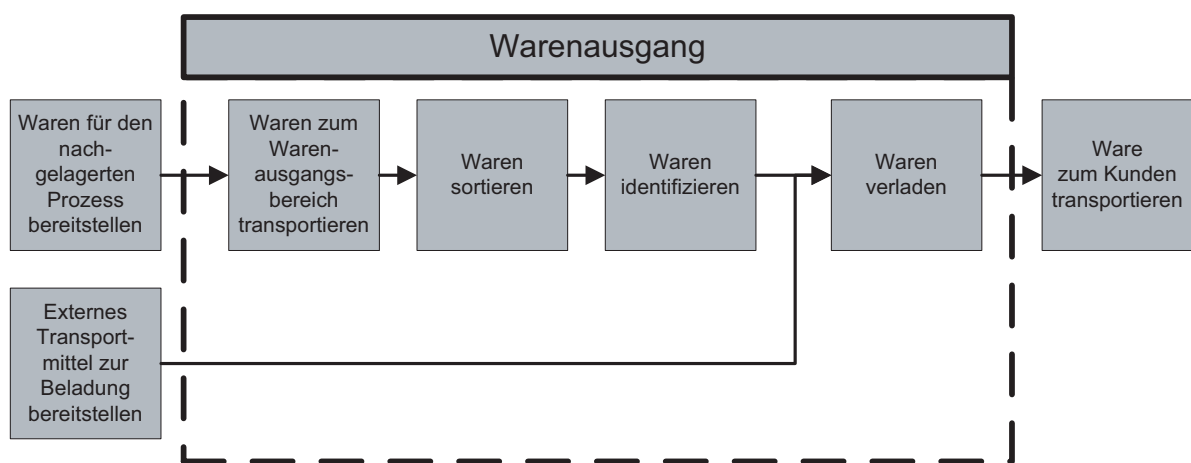 Warenausgang
Waren für den
nach-
gelagerten
Prozess
bereitstellen
Waren zum
Waren-
ausgangs-
bereich
transportieren
Waren
sortieren
Waren
identifizieren
Waren
verladen
Ware
zum Kunden
transportieren
Externes
Transport-
mittel zur
Beladung
bereitstellen